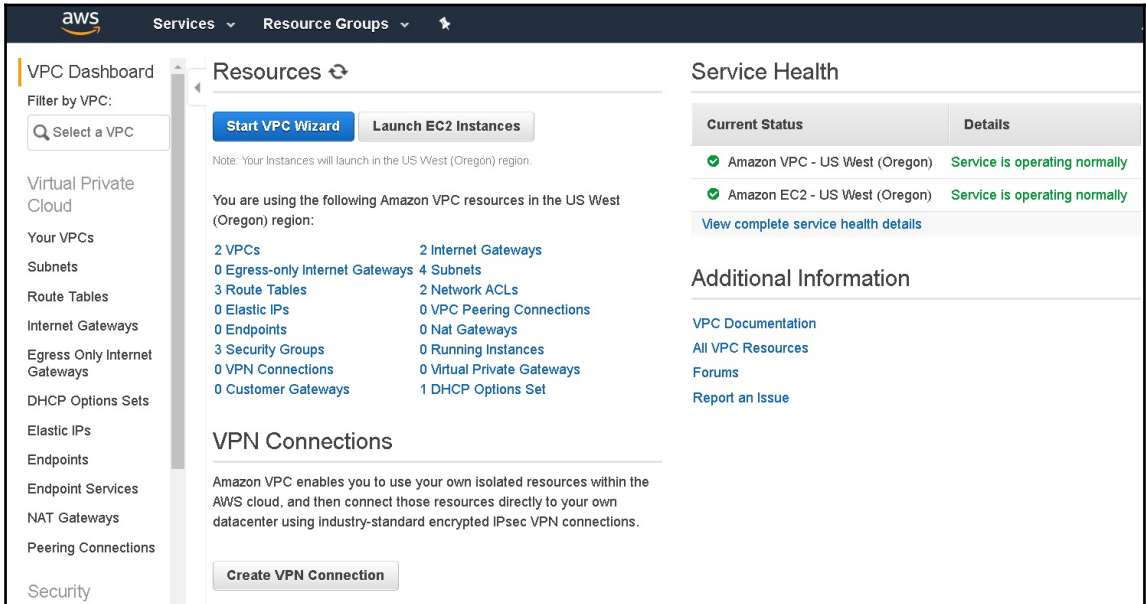 aws
Services
Resource Groups
VPC Dashboard
Filter by VPC:
Select a VPC
Virtual Private
Cloud
Your VPCs
Subnets
Route Tables
Internet Gateways
Egress Only Internet
Gateways
DHCP Options Sets
Elastic IPs
Endpoints
Endpoint Services
NAT Gateways
Peering Connections
Security
Resources
Start VPC Wizard
Launch EC2 Instances
Note: Your Instances will launch in the US West (Oregon) region.
You are using the following Amazon VPC resources in the US West
(Oregon) region:
2 VPCs
2 Internet Gateways
0 Egress-only Internet Gateways
4 Subnets
3 Route Tables
2 Network ACLs
0 Elastic IPs
0 VPC Peering Connections
0 Endpoints
0 Nat Gateways
3 Security Groups
0 Running Instances
0 VPN Connections
0 Virtual Private Gateways
0 Customer Gateways
1 DHCP Options Set
VPN Connections
Amazon VPC enables you to use your own isolated resources within the
AWS cloud, and then connect those resources directly to your own
datacenter using industry-standard encrypted IPsec VPN connections.
Create VPN Connection
Service Health
Current Status
Details
Amazon VPC - US West (Oregon)
Service is operating normally
Amazon EC2 - US West (Oregon)
Service is operating normally
View complete service health details
Additional Information
VPC Documentation
All VPC Resources
Forums
Report an Issue